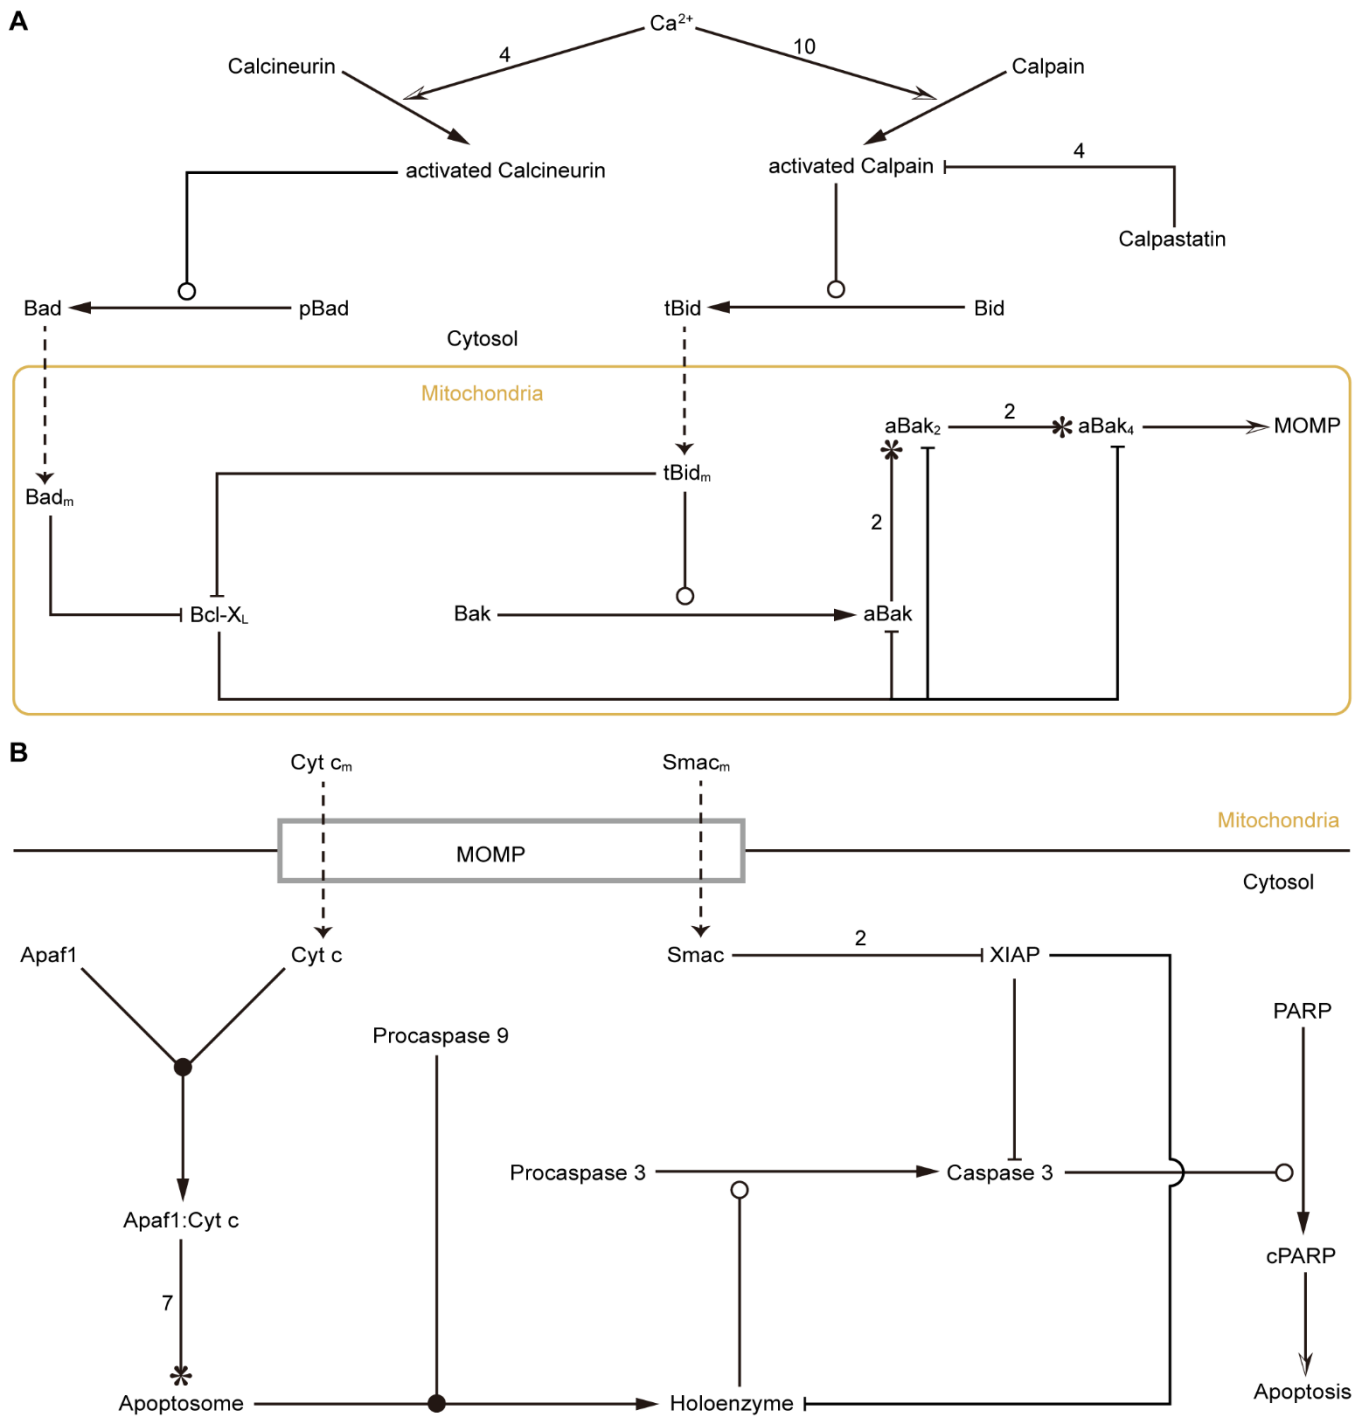 A
Ca²⁺
4
10
Calcineurin
Calpain
activated Calcineurin
activated Calpain
4
Calpastatin
Bad
pBad
tBid
Bid
Cytosol
Mitochondria
aBak₂
2
aBak₄
MOMP
tBidₘ
Badₘ
2
Bcl-X_L
Bak
aBak
B
Cyt cₘ
Smacₘ
Mitochondria
MOMP
Cytosol
Apaf1
Cyt c
Smac
2
XIAP
PARP
Procaspase 9
Procaspase 3
Caspase 3
Apaf1:Cyt c
cPARP
7
Apoptosome
Holoenzyme
Apoptosis